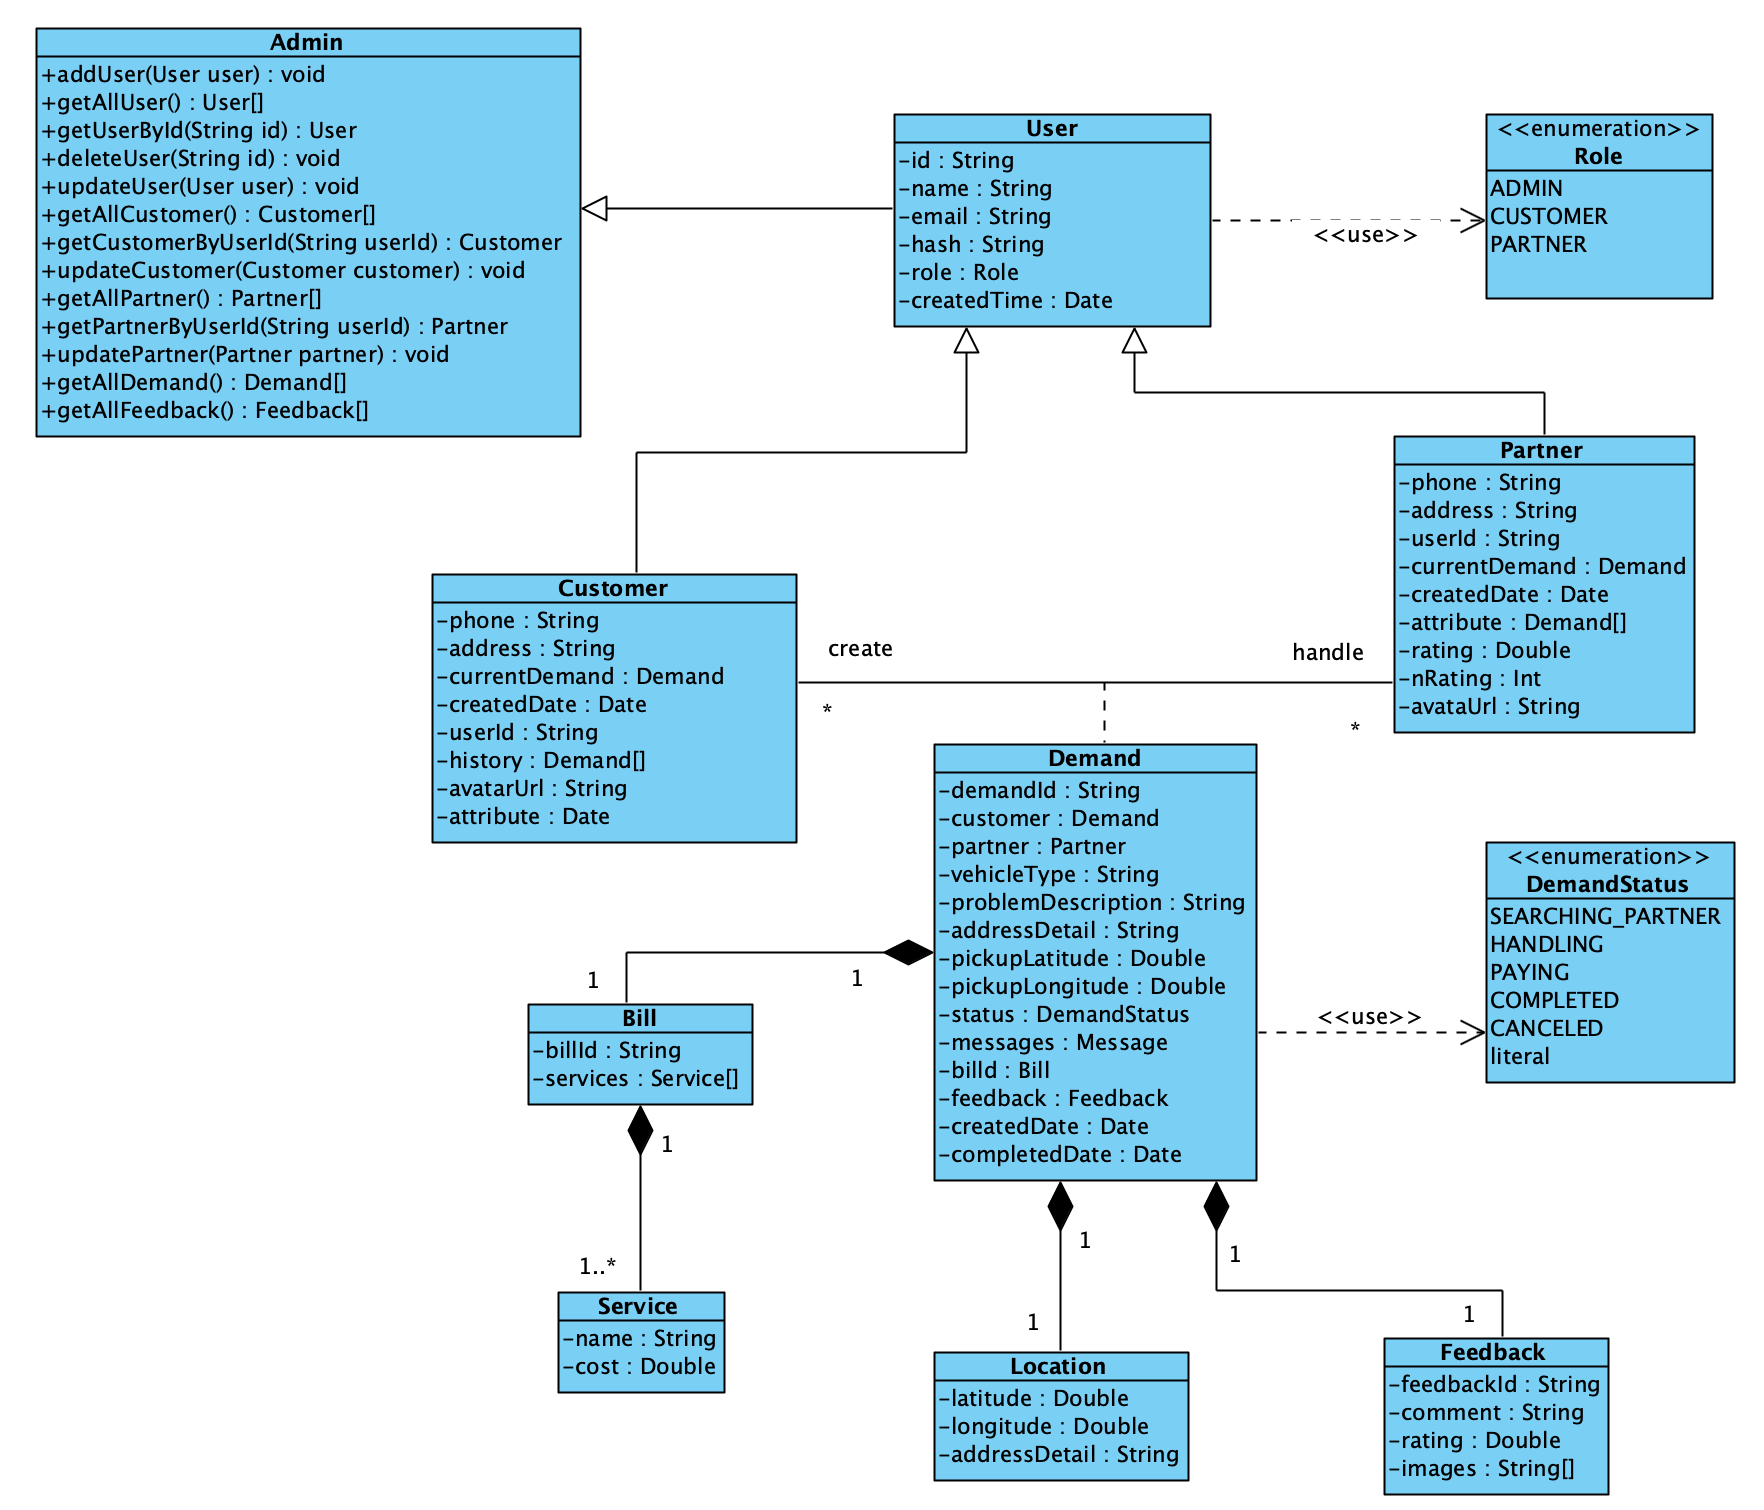 Admin
+addUser(User user) : void
+getAllUser() : User[]
+getUserById(String id) : User
+deleteUser(String id) : void
+updateUser(User user) : void
+getAllCustomer() : Customer[]
+getCustomerByUserId(String userId) : Customer
+updateCustomer(Customer customer) : void
+getAllPartner() : Partner[]
+getPartnerByUserId(String userId) : Partner
+updatePartner(Partner partner) : void
+getAllDemand() : Demand[]
+getAllFeedback() : Feedback[]
User
-id : String
-name : String
-email : String
-hash : String
-role : Role
-createdTime : Date
<<use>>
<<enumeration>>
Role
ADMIN
CUSTOMER
PARTNER
Partner
-phone : String
-address : String
-userId : String
-currentDemand : Demand
-createdDate : Date
-attribute : Demand[]
-rating : Double
-nRating : Int
-avataUrl : String
Customer
-phone : String
-address : String
-currentDemand : Demand
-createdDate : Date
-userId : String
-history : Demand[]
-avatarUrl : String
-attribute : Date
create
handle
*
*
Demand
-demandId : String
-customer : Demand
-partner : Partner
-vehicleType : String
-problemDescription : String
-addressDetail : String
-pickupLatitude : Double
-pickupLongitude : Double
-status : DemandStatus
-messages : Message
-billd : Bill
-feedback : Feedback
-createdDate : Date
-completedDate : Date
<<use>>
<<enumeration>>
DemandStatus
SEARCHING_PARTNER
HANDLING
PAYING
COMPLETED
CANCELED
literal
1
1
Bill
-billId : String
-services : Service[]
1
1..*
Service
-name : String
-cost : Double
1
1
Location
-latitude : Double
-longitude : Double
-addressDetail : String
1
1
Feedback
-feedbackId : String
-comment : String
-rating : Double
-images : String[]